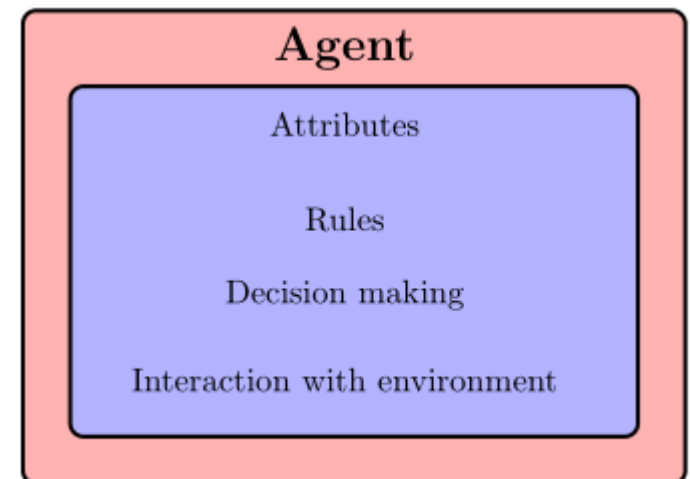 Agent
Attributes
Rules
Decision making
Interaction with environment